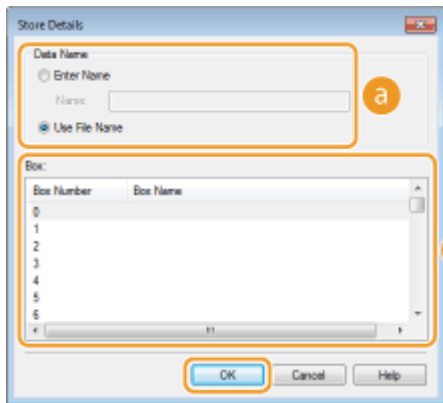 Store Details
Data Name
Enter Name
Name:
a
Use File Name
Box:
Box Number Box Name
0
1
2
3
4
5
6
OK Cancel Help